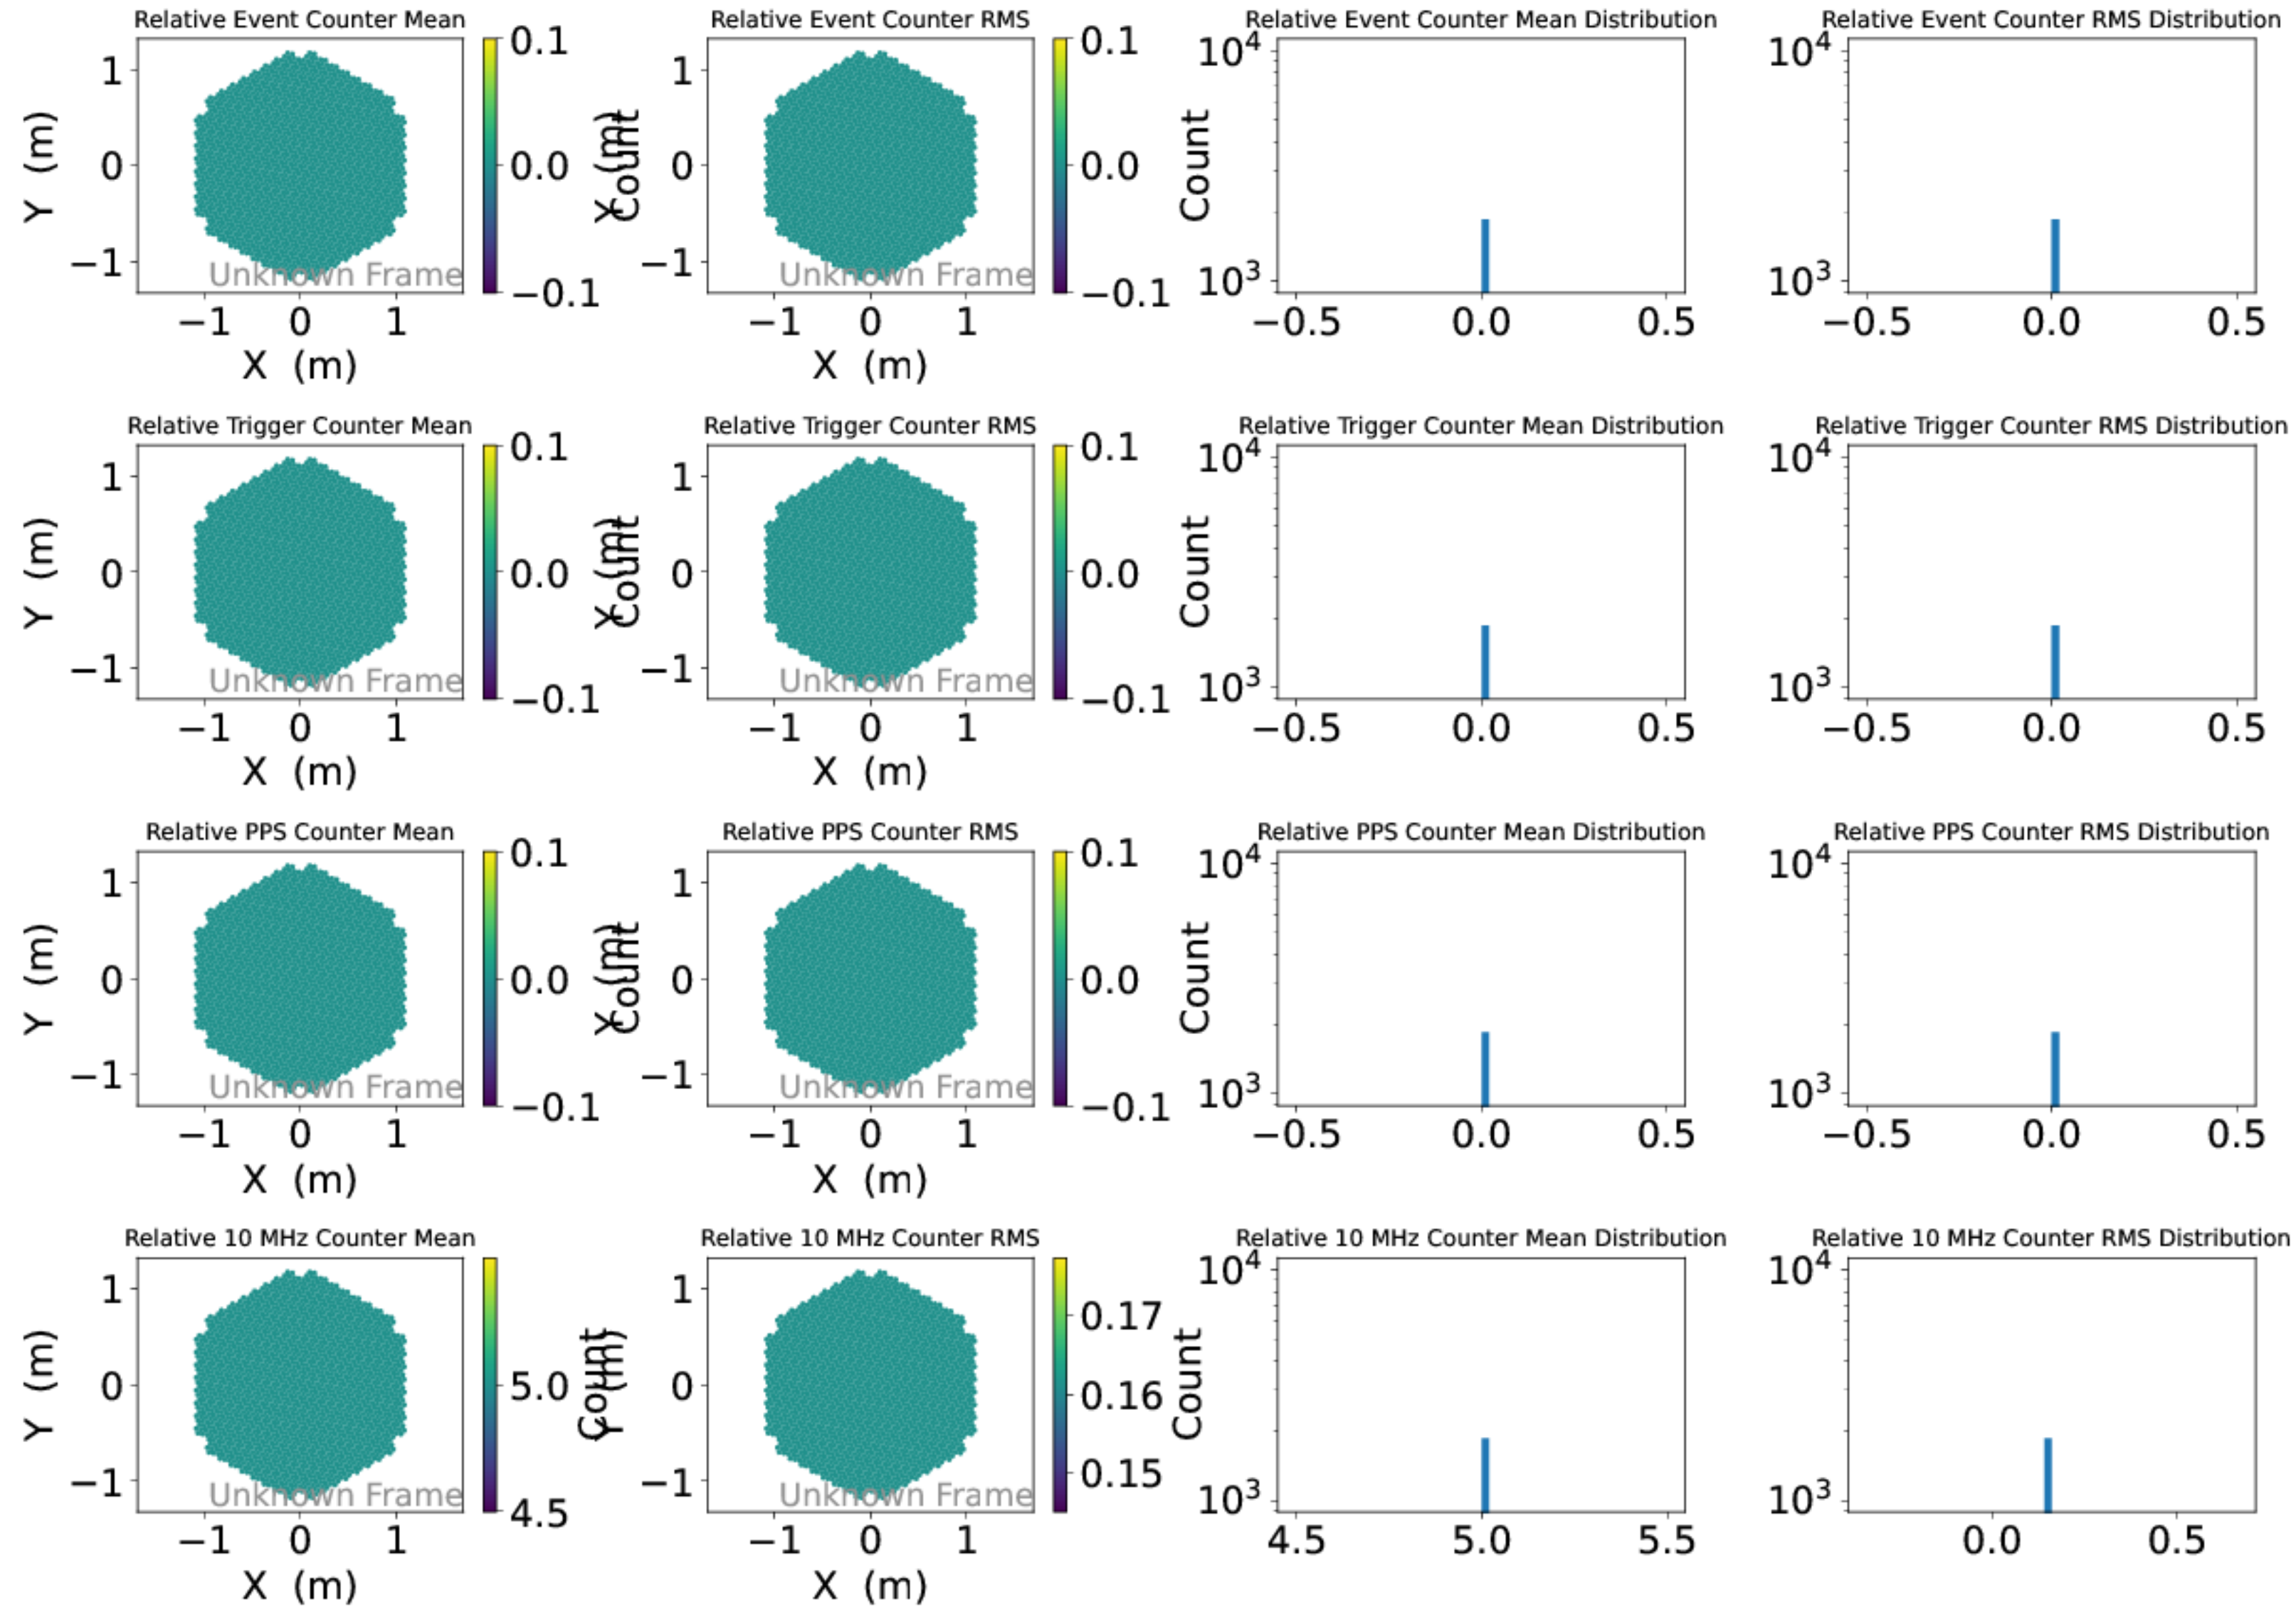 Relative Event Counter Mean
Y (m)
1
0
−1
Unknown Frame
−1 0 1
X (m)
0.1
0.0
−0.1
Count
Relative Event Counter RMS
Y (m)
1
0
−1
Unknown Frame
−1 0 1
X (m)
0.1
0.0
−0.1
Relative Event Counter Mean Distribution
Count
10^4
10^3
−0.5 0.0 0.5
Relative Event Counter RMS Distribution
10^4
10^3
−0.5 0.0 0.5
Relative Trigger Counter Mean
Y (m)
1
0
−1
Unknown Frame
−1 0 1
X (m)
0.1
0.0
−0.1
Count
Relative Trigger Counter RMS
Y (m)
1
0
−1
Unknown Frame
−1 0 1
X (m)
0.1
0.0
−0.1
Relative Trigger Counter Mean Distribution
Count
10^4
10^3
−0.5 0.0 0.5
Relative Trigger Counter RMS Distribution
10^4
10^3
−0.5 0.0 0.5
Relative PPS Counter Mean
Y (m)
1
0
−1
Unknown Frame
−1 0 1
X (m)
0.1
0.0
−0.1
Count
Relative PPS Counter RMS
Y (m)
1
0
−1
Unknown Frame
−1 0 1
X (m)
0.1
0.0
−0.1
Relative PPS Counter Mean Distribution
Count
10^4
10^3
−0.5 0.0 0.5
Relative PPS Counter RMS Distribution
10^4
10^3
−0.5 0.0 0.5
Relative 10 MHz Counter Mean
Y (m)
1
0
−1
Unknown Frame
−1 0 1
X (m)
5.0
4.5
Count
Relative 10 MHz Counter RMS
Y (m)
1
0
−1
Unknown Frame
−1 0 1
X (m)
0.17
0.16
0.15
Relative 10 MHz Counter Mean Distribution
Count
10^4
10^3
4.5 5.0 5.5
Relative 10 MHz Counter RMS Distribution
10^4
10^3
0.0 0.5